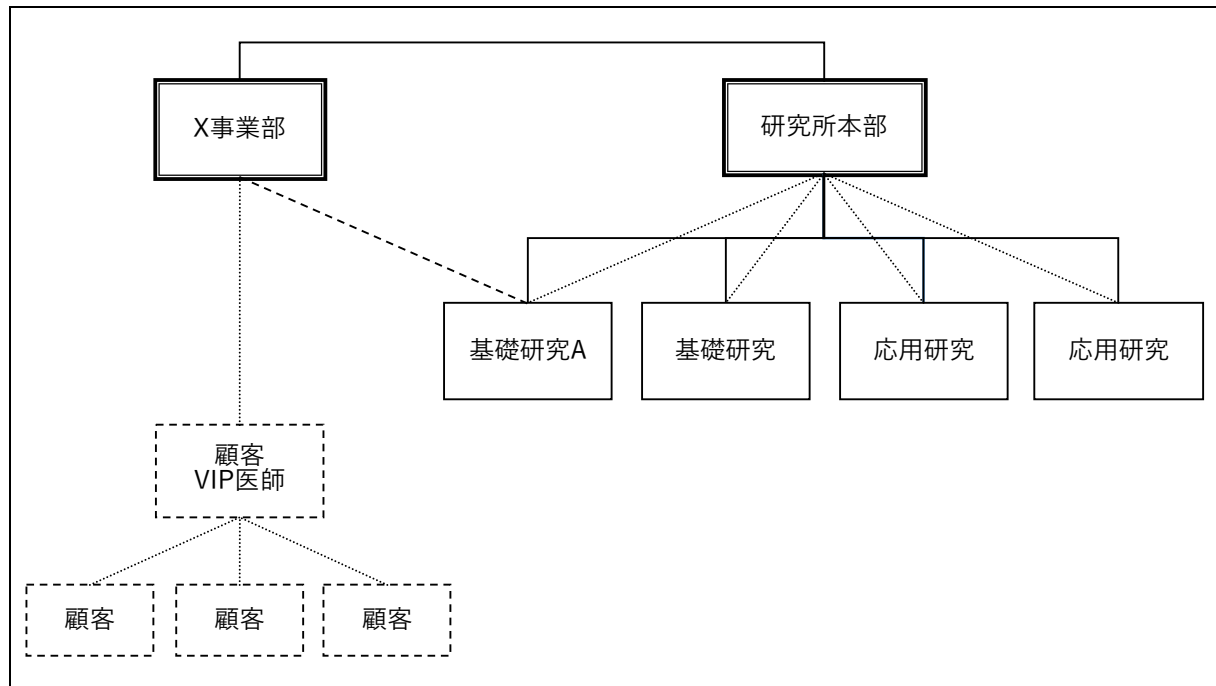 X事業部
研究所本部
基礎研究A
基礎研究
応用研究
応用研究
顧客
VIP医師
顧客
顧客
顧客